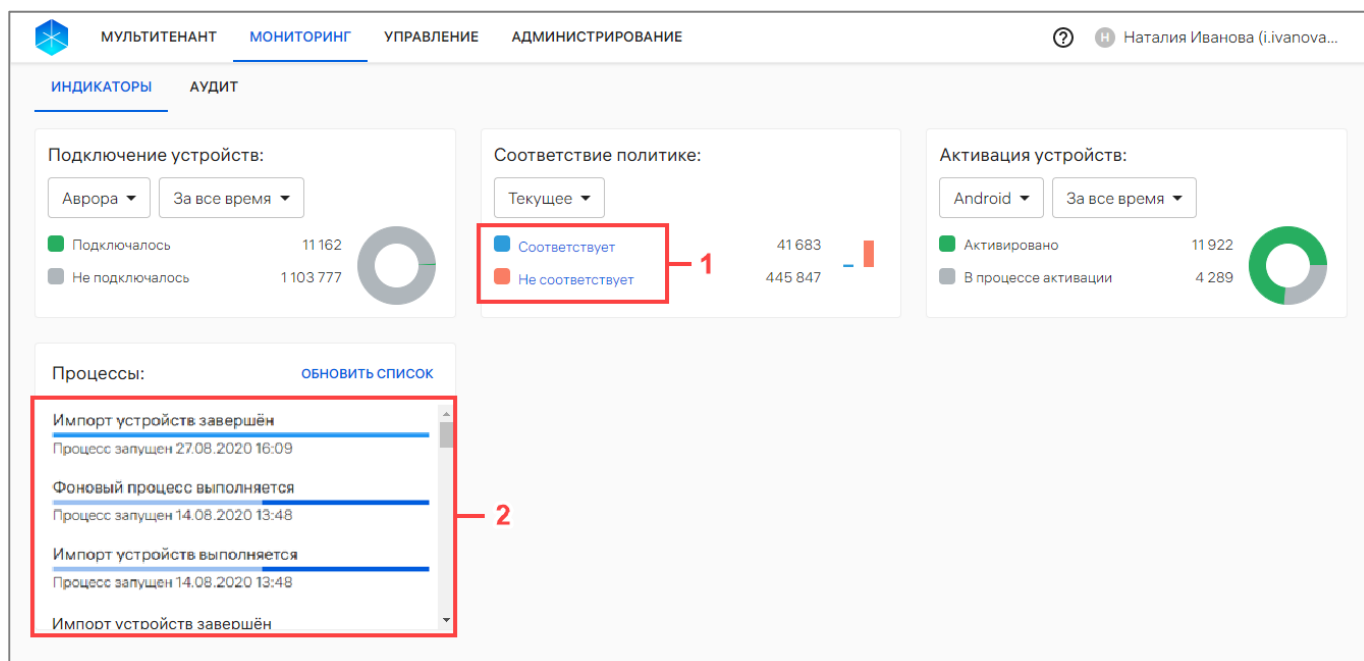 МУЛЬТИТЕНАНТ МОНИТОРИНГ УПРАВЛЕНИЕ АДМИНИСТРИРОВАНИЕ ? Н Наталия Иванова (i.ivanova...
ИНДИКАТОРЫ АУДИТ
Подключение устройств:
Аврора За все время
Подключалось 11 162
Не подключалось 1 103 777
Соответствие политике:
Текущее
Соответствует 41 683
Не соответствует 445 847
1
Активация устройств:
Android За все время
Активировано 11 922
В процессе активации 4 289
Процессы: ОБНОВИТЬ СПИСОК
Импорт устройств завершён
Процесс запущен 27.08.2020 16:09
Фоновый процесс выполняется
Процесс запущен 14.08.2020 13:48
Импорт устройств выполняется
Процесс запущен 14.08.2020 13:48
Импорт устройств завершён
2